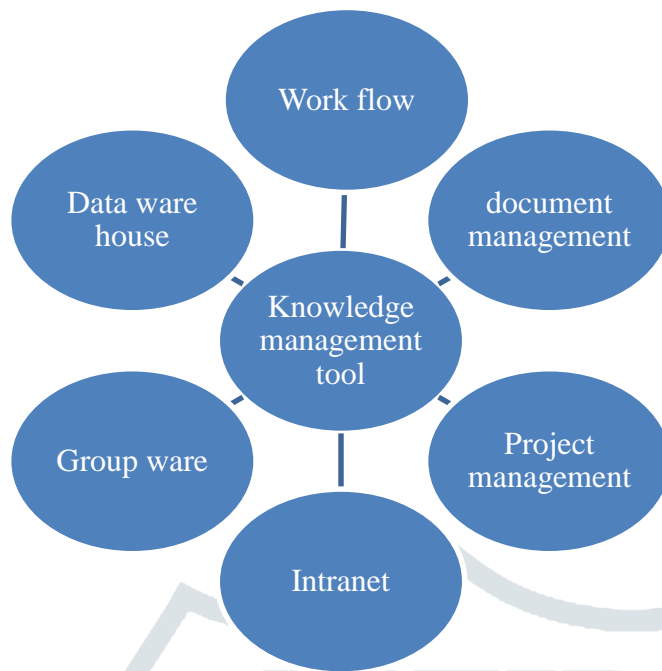 Work flow
Data ware
house
document
management
Knowledge
management
tool
Group ware
Project
management
Intranet